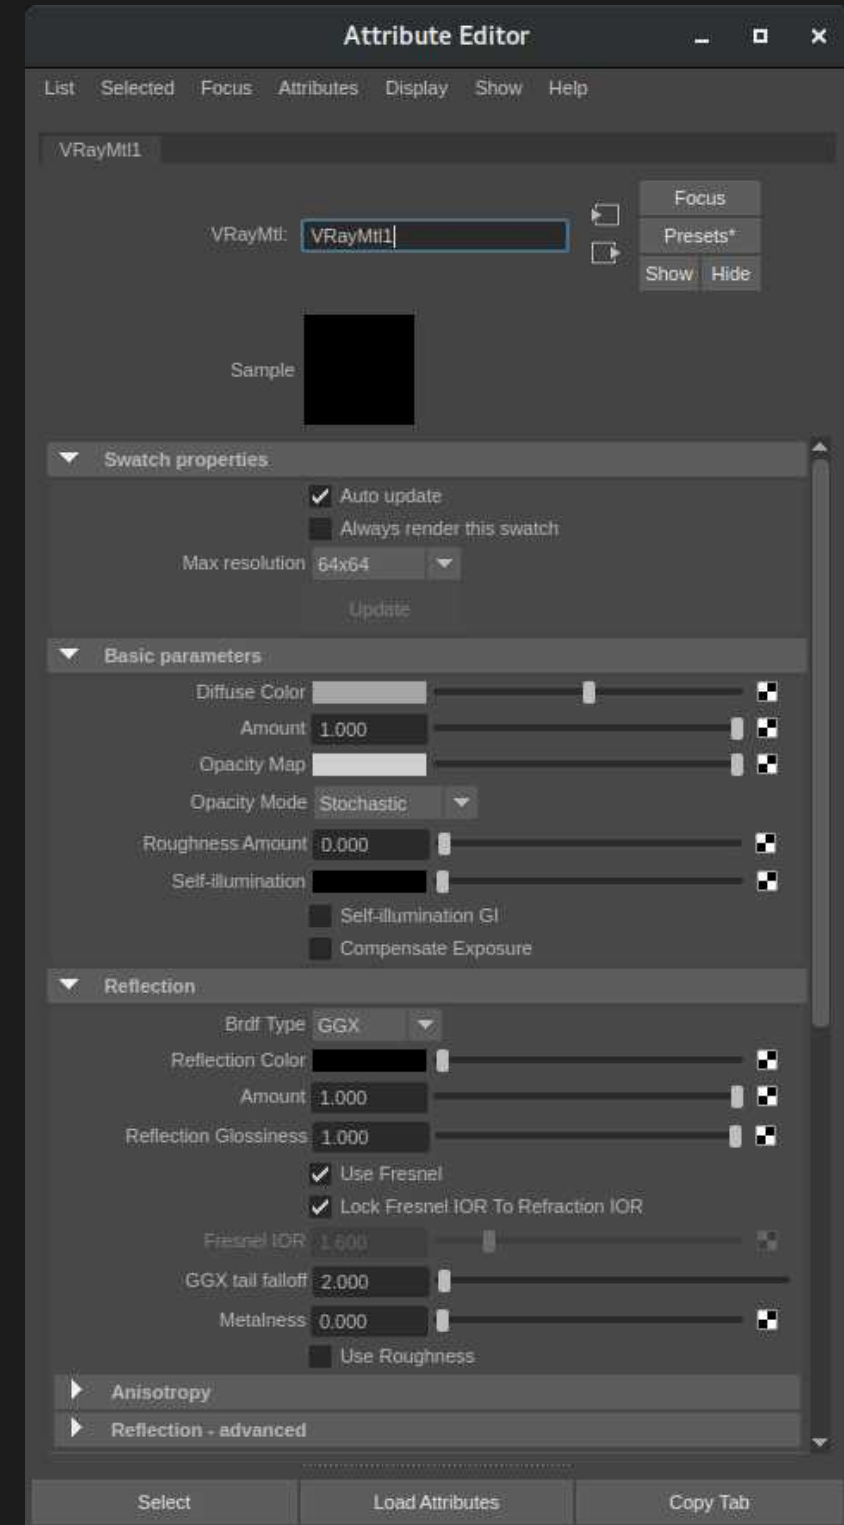 Attribute Editor
List Selected Focus Attributes Display Show Help
VRayMtl1
Focus
VRayMtl: VRayMtl1
Presets*
Show Hide
Sample
Swatch properties
Auto update
Always render this swatch
Max resolution 64x64
Update
Basic parameters
Diffuse Color
Amount 1.000
Opacity Map
Opacity Mode Stochastic
Roughness Amount 0.000
Self-illumination
Self-illumination GI
Compensate Exposure
Reflection
Brdf Type GGX
Reflection Color
Amount 1.000
Reflection Glossiness 1.000
Use Fresnel
Lock Fresnel IOR To Refraction IOR
Fresnel IOR 1.600
GGX tail falloff 2.000
Metalness 0.000
Use Roughness
Anisotropy
Reflection - advanced
Select Load Attributes Copy Tab